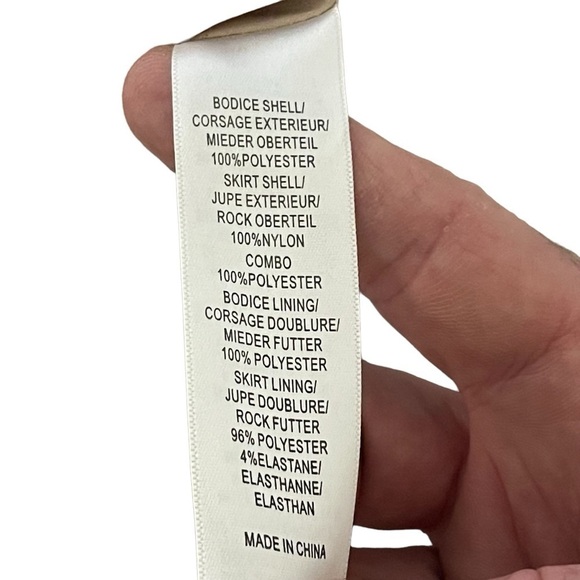 BODICE SHELL/
CORSAGE EXTERIEUR/
MIEDER OBERTEIL
100%POLYESTER
SKIRT SHELL/
JUPE EXTERIEUR/
ROCK OBERTEIL
100%NYLON
COMBO
100%POLYESTER
BODICE LINING/
CORSAGE DOUBLURE/
MIEDER FUTTER
100% POLYESTER
SKIRT LINING/
JUPE DOUBLURE/
ROCK FUTTER
96% POLYESTER
4%ELASTANE/
ELASTHANNE/
ELASTHAN
MADE IN CHINA